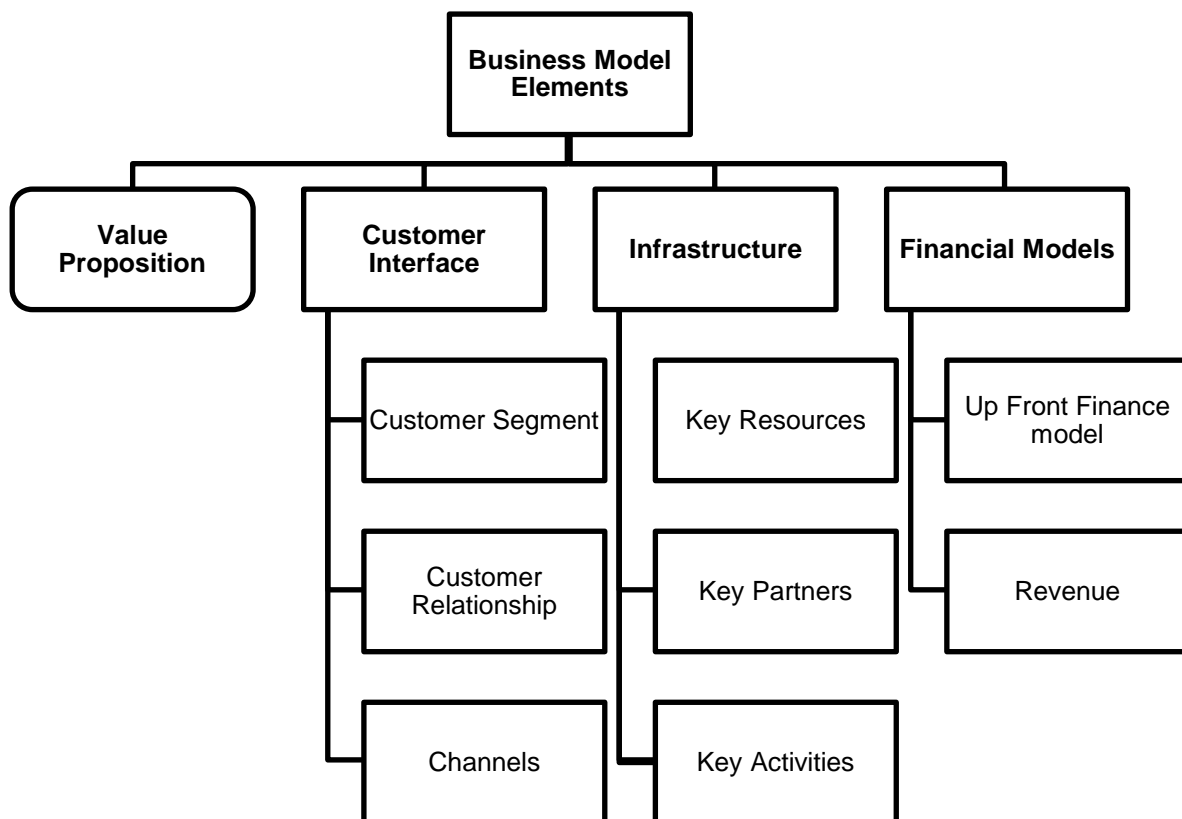 Business Model
Elements
Value
Proposition
Customer
Interface
Infrastructure
Financial Models
Customer Segment
Key Resources
Up Front Finance
model
Customer
Relationship
Key Partners
Revenue
Channels
Key Activities